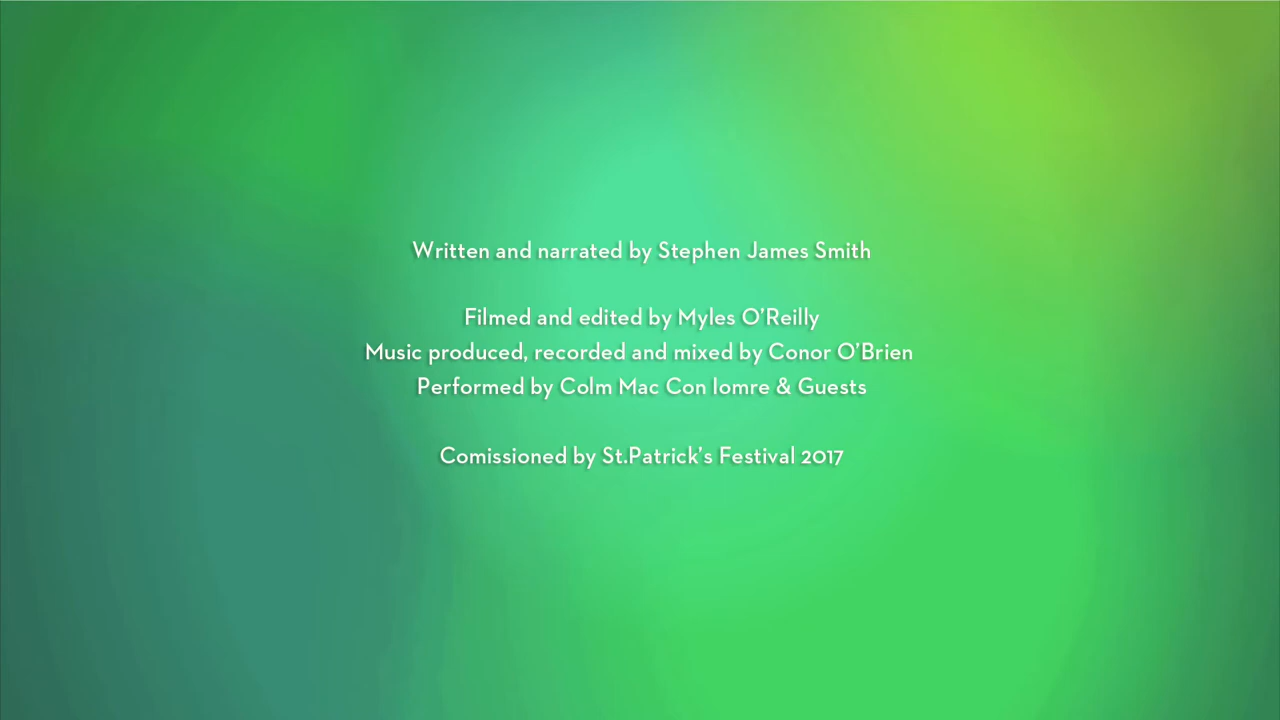 Written and narrated by Stephen James Smith
Filmed and edited by Myles O’Reilly
Music produced, recorded and mixed by Conor O’Brien
Performed by Colm Mac Con Iomre & Guests
Comissioned by St.Patrick’s Festival 2017